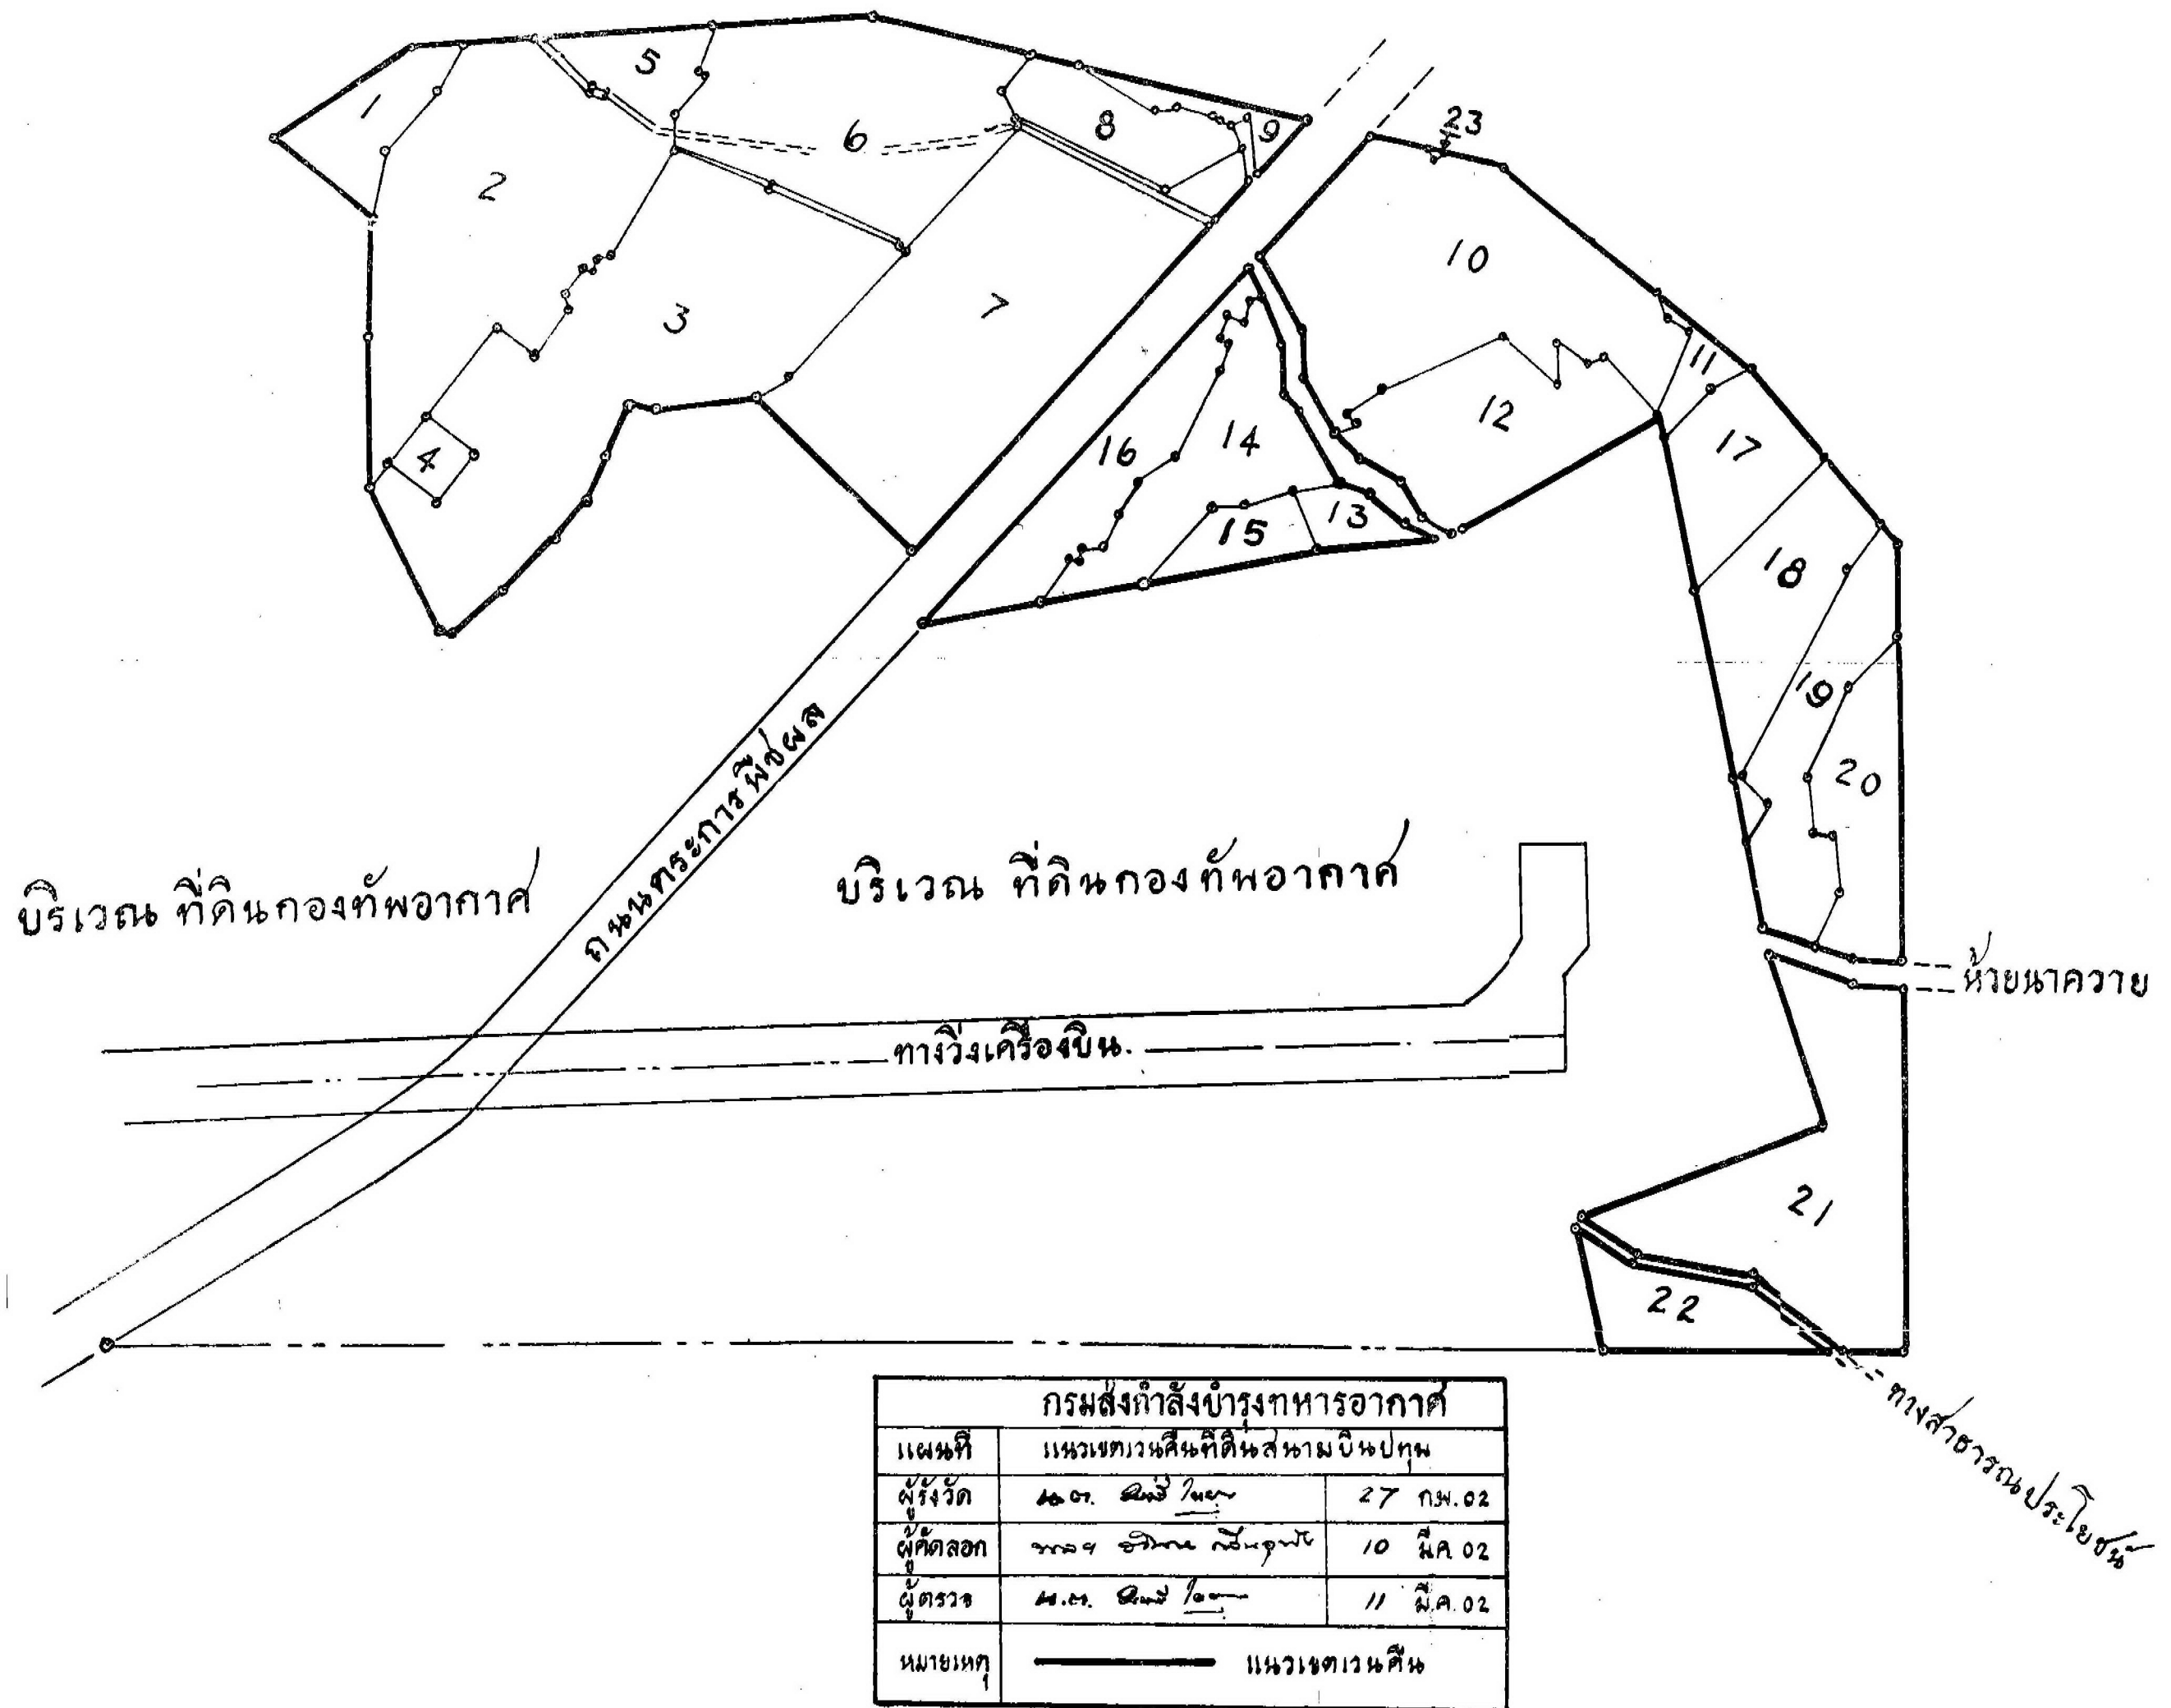 1
5
23
8
9
6
2
10
3
7
11
16
14
12
17
4
15
13
18
19
20
ถนนตระการพืชผล
บริเวณ ที่ดินกองทัพอากาศ
บริเวณ ที่ดินกองทัพอากาศ
ห้วยนาควาย
ทางวิ่งเครื่องบิน.
21
22
ทางสาธารณประโยชน์
กรมส่งกำลังบำรุงทหารอากาศ
แผนที่ แนวเขตเวนคืนที่ดินสนามบินปทุม
ผู้รังวัด 27 ก.พ. 02
ผู้คัดลอก 10 มี.ค 02
ผู้ตรวจ 11 มี.ค. 02
หมายเหตุ แนวเขตเวนคืน